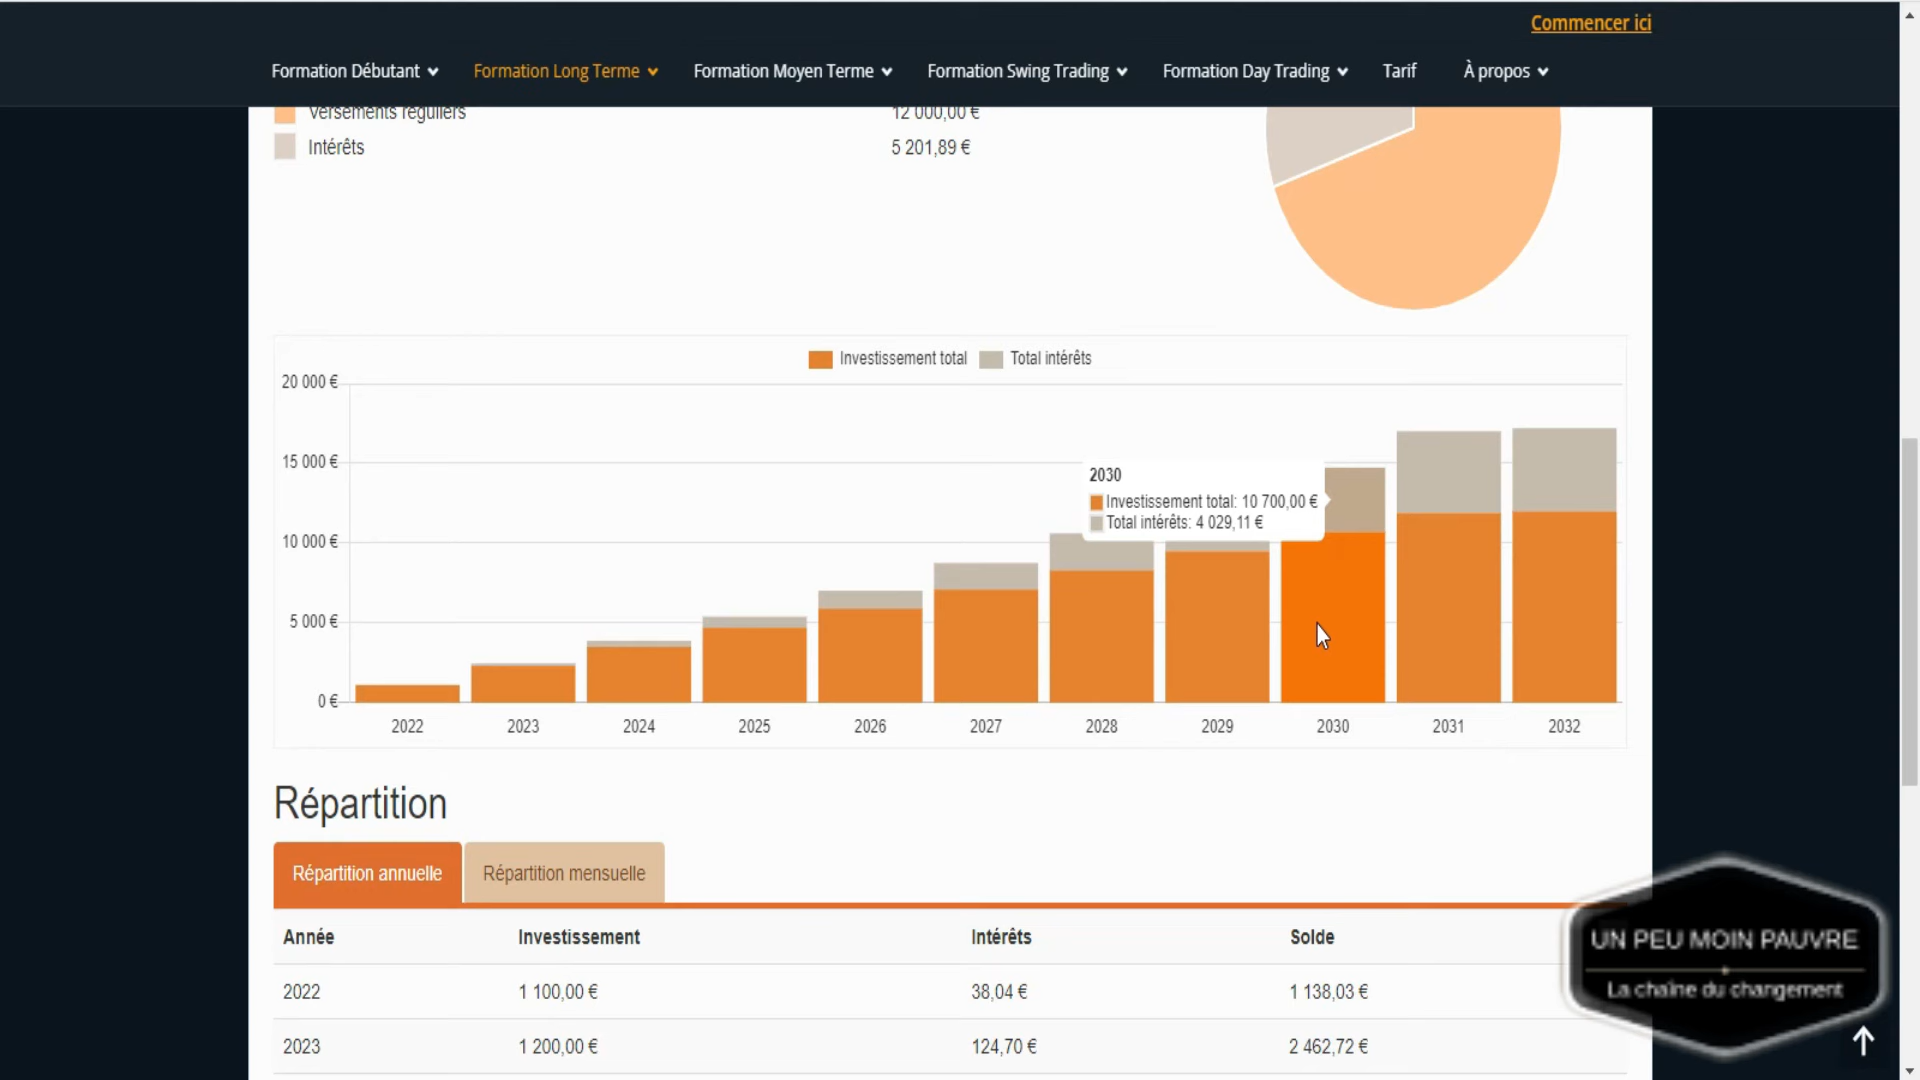 Commencer ici
Formation Débutant
Formation Long Terme
Formation Moyen Terme
Formation Swing Trading
Formation Day Trading
Tarif
À propos
Versements réguliers 12 000,00 €
Intérêts 5 201,89 €
Investissement total Total intérêts
20 000 €
15 000 €
10 000 €
5 000 €
0 €
2030
Investissement total: 10 700,00 €
Total intérêts: 4 029,11 €
2022 2023 2024 2025 2026 2027 2028 2029 2030 2031 2032
Répartition
Répartition annuelle Répartition mensuelle
Année Investissement Intérêts Solde
2022 1 100,00 € 38,04 € 1 138,03 €
2023 1 200,00 € 124,70 € 2 462,72 €
UN PEU MOIN PAUVRE
La chaîne du changement